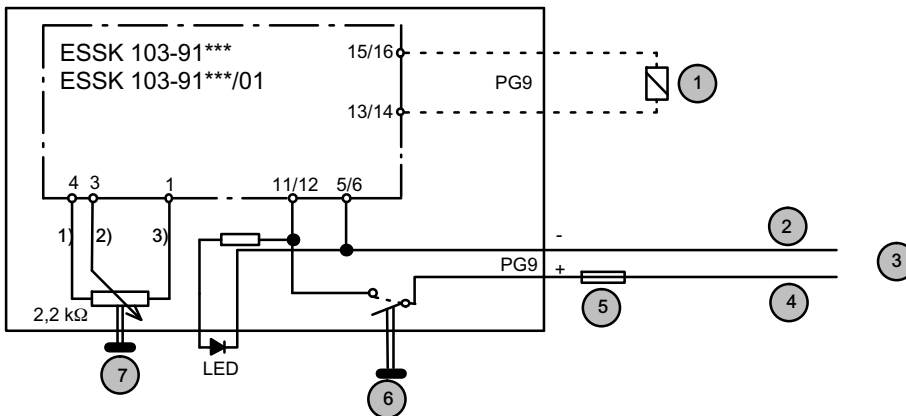 ESSK 103-91***
ESSK 103-91***/01
15/16
PG9
1
13/14
4 3 1 11/12 5/6
1) 2) 3)
2
-
3
PG9 +
5
4
2,2 kΩ
LED
7
6